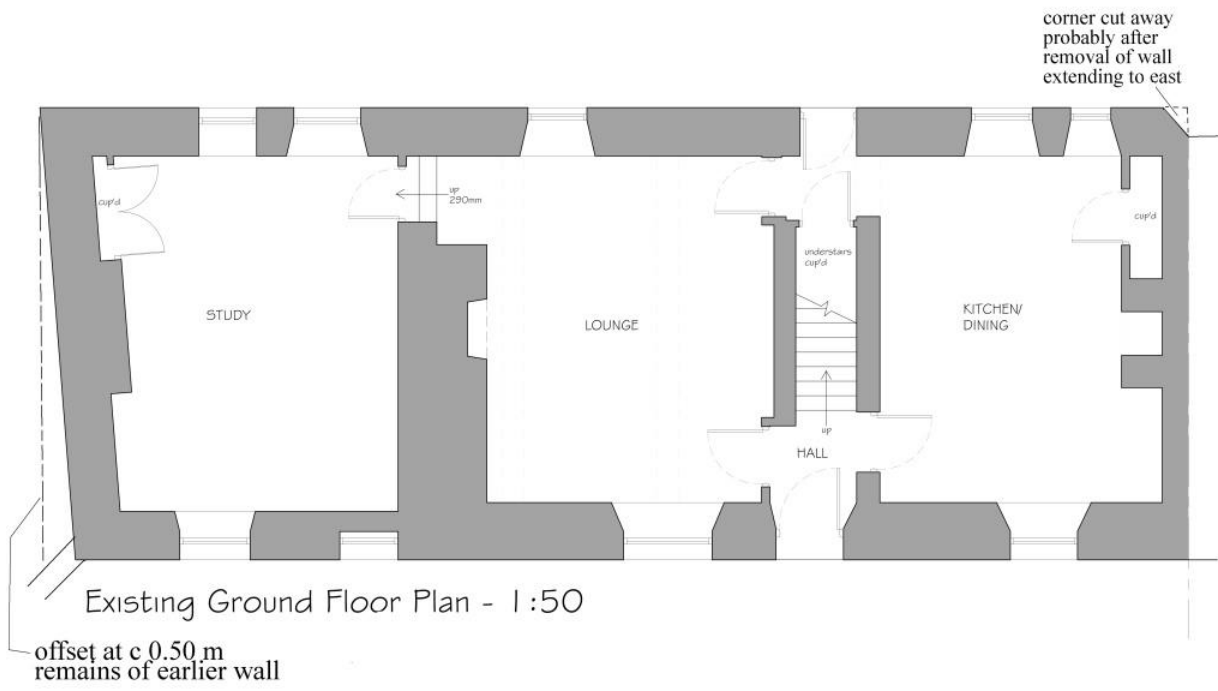 corner cut away
probably after
removal of wall
extending to east
cup'd
up
290mm
cup'd
understairs
cup'd
STUDY
LOUNGE
KITCHEN/
DINING
up
HALL
Existing Ground Floor Plan - 1:50
offset at c 0.50 m
remains of earlier wall